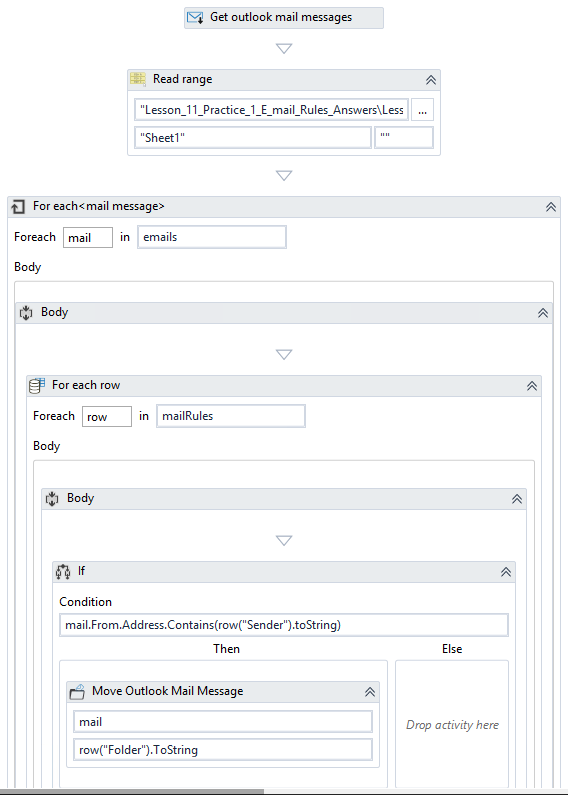 Get outlook mail messages
Read range
"Lesson_11_Practice_1_E_mail_Rules_Answers\Less
...
"Sheet1" ""
For each<mail message>
Foreach mail in emails
Body
Body
For each row
Foreach row in mailRules
Body
Body
If
Condition
mail.From.Address.Contains(row("Sender").toString)
Then Else
Move Outlook Mail Message
mail
Drop activity here
row("Folder").ToString